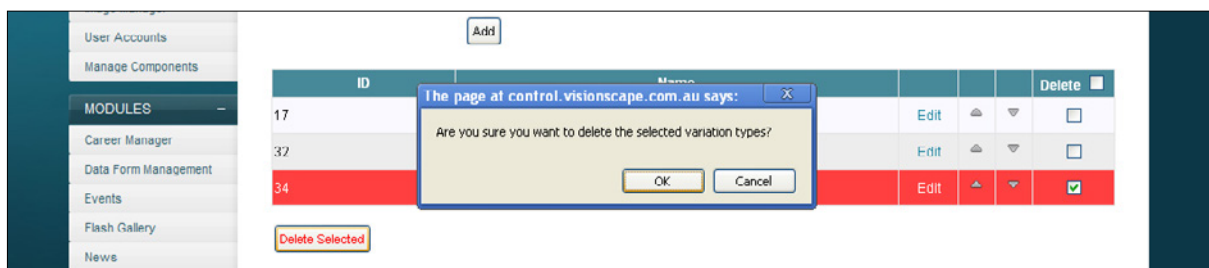 User Accounts
Add
Manage Components
ID
Delete
The page at control.visionscape.com.au says:
MODULES −
17
Edit
Are you sure you want to delete the selected variation types?
Career Manager
32
Edit
Data Form Management
OK Cancel
34
Edit
Events
Flash Gallery
Delete Selected
News